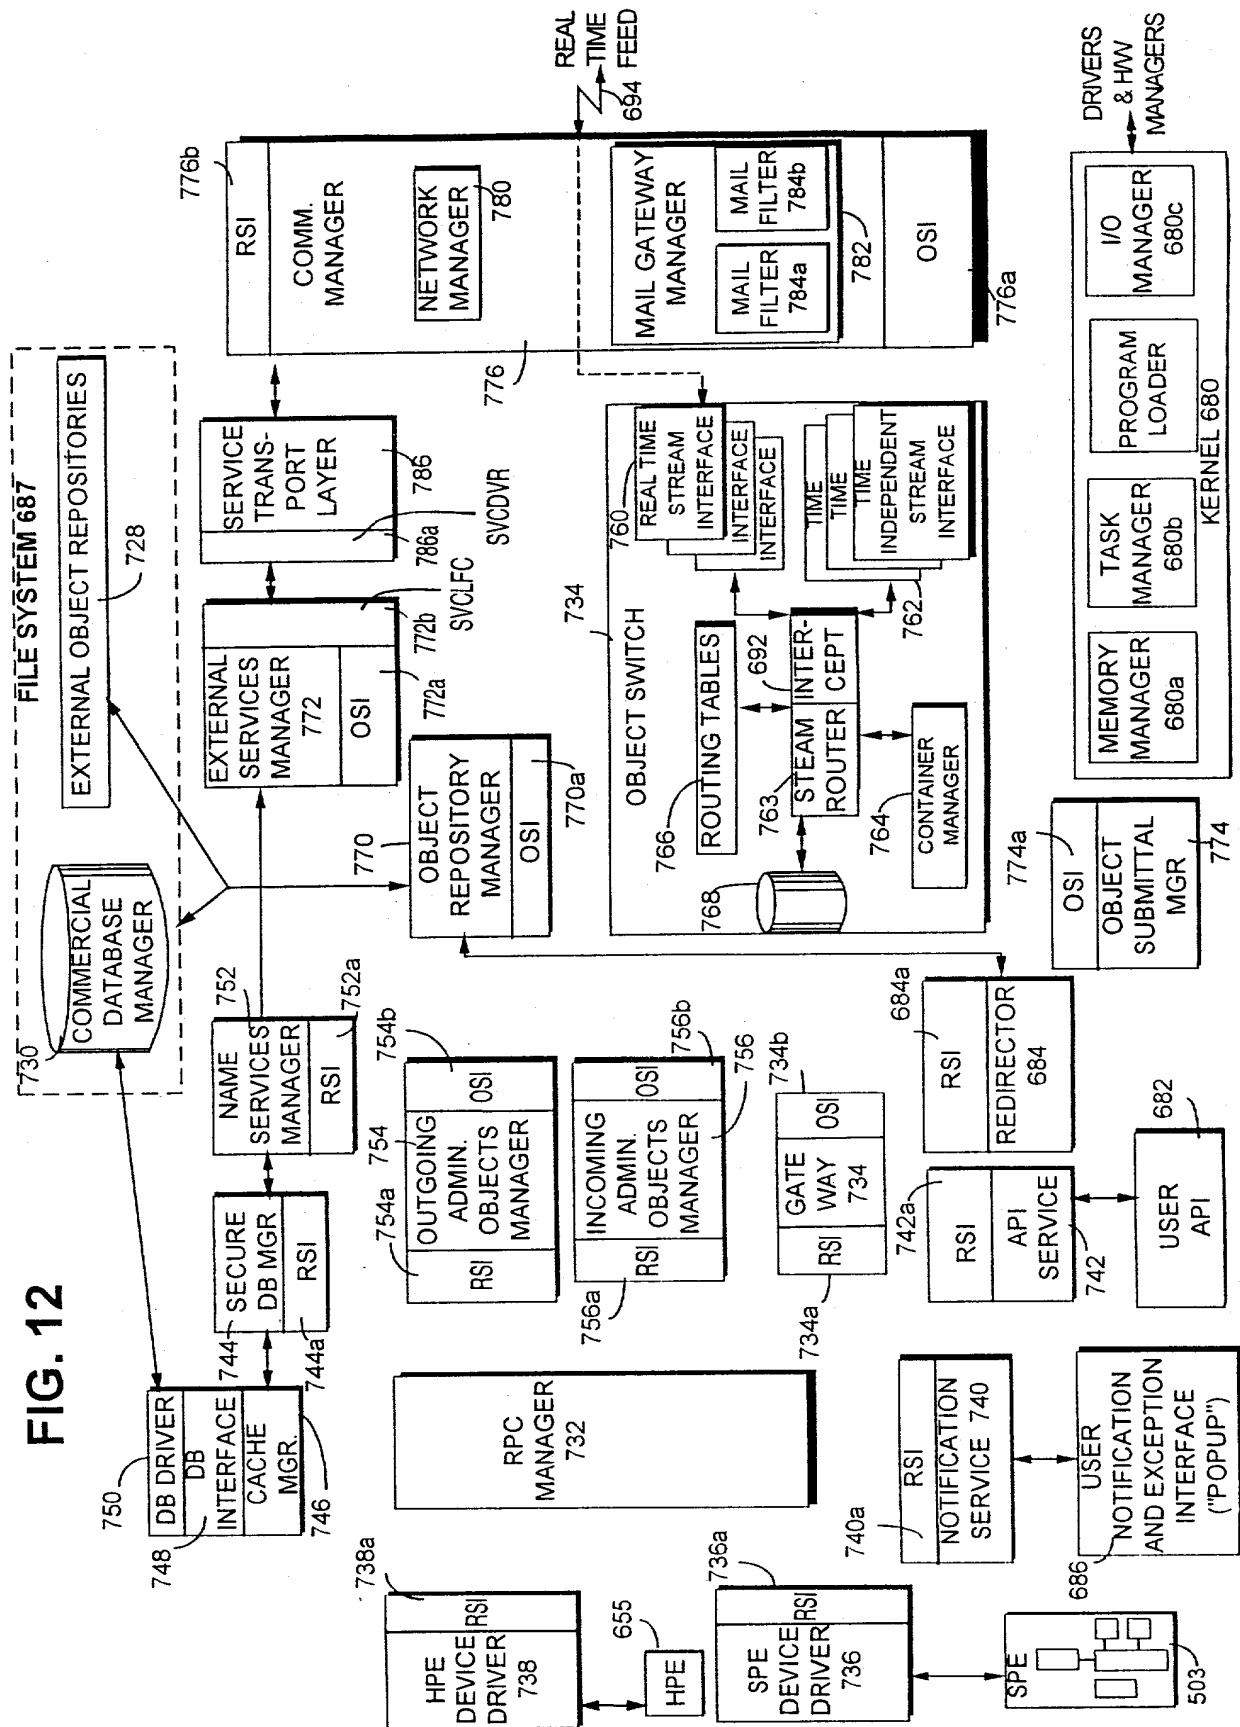 FIG. 12
FILE SYSTEM 687
EXTERNAL OBJECT REPOSITORIES
728
730
COMMERCIAL
DATABASE
MANAGER
750
DB DRIVER
DB
INTERFACE
CACHE
MGR.
748
746
744
SECURE
DB MGR
RSI
744a
NAME
SERVICES
MANAGER
752
RSI
752a
EXTERNAL
SERVICES
MANAGER
772
OSI
772a
772b
SVCLFC
SERVICE
TRANS-
PORT
LAYER
786
786a
SVCDVR
776b
RSI
COMM.
MANAGER
NETWORK
MANAGER
780
776
MAIL GATEWAY
MANAGER
MAIL
FILTER
784a
MAIL
FILTER
784b
782
OSI
776a
REAL
TIME
FEED
694
738a
HPE
DEVICE
DRIVER
738
RSI
655
HPE
736a
SPE
DEVICE
DRIVER
736
RSI
SPE
503
RPC
MANAGER
732
754a
754
754b
RSI
OUTGOING
ADMIN.
OBJECTS
MANAGER
OSI
756a
RSI
INCOMING
ADMIN.
OBJECTS
MANAGER
OSI
756b
756
734a
RSI
GATE
WAY
734
OSI
734b
770
OBJECT
REPOSITORY
MANAGER
OSI
770a
734
OBJECT SWITCH
760
REAL TIME
STREAM
INTERFACE
INTERFACE
INTERFACE
TIME
TIME
TIME
INDEPENDENT
STREAM
INTERFACE
762
766
ROUTING TABLES
692
763
STEAM
ROUTER
INTER-
CEPT
768
764
CONTAINER
MANAGER
740a
RSI
NOTIFICATION
SERVICE 740
686
USER
NOTIFICATION
AND EXCEPTION
INTERFACE
("POPUP")
742a
RSI
API
SERVICE
742
USER
API
682
684a
RSI
REDIRECTOR
684
774a
OSI
OBJECT
SUBMITTAL
MGR
774
MEMORY
MANAGER
680a
TASK
MANAGER
680b
PROGRAM
LOADER
I/O
MANAGER
680c
KERNEL 680
DRIVERS
& H/W
MANAGERS